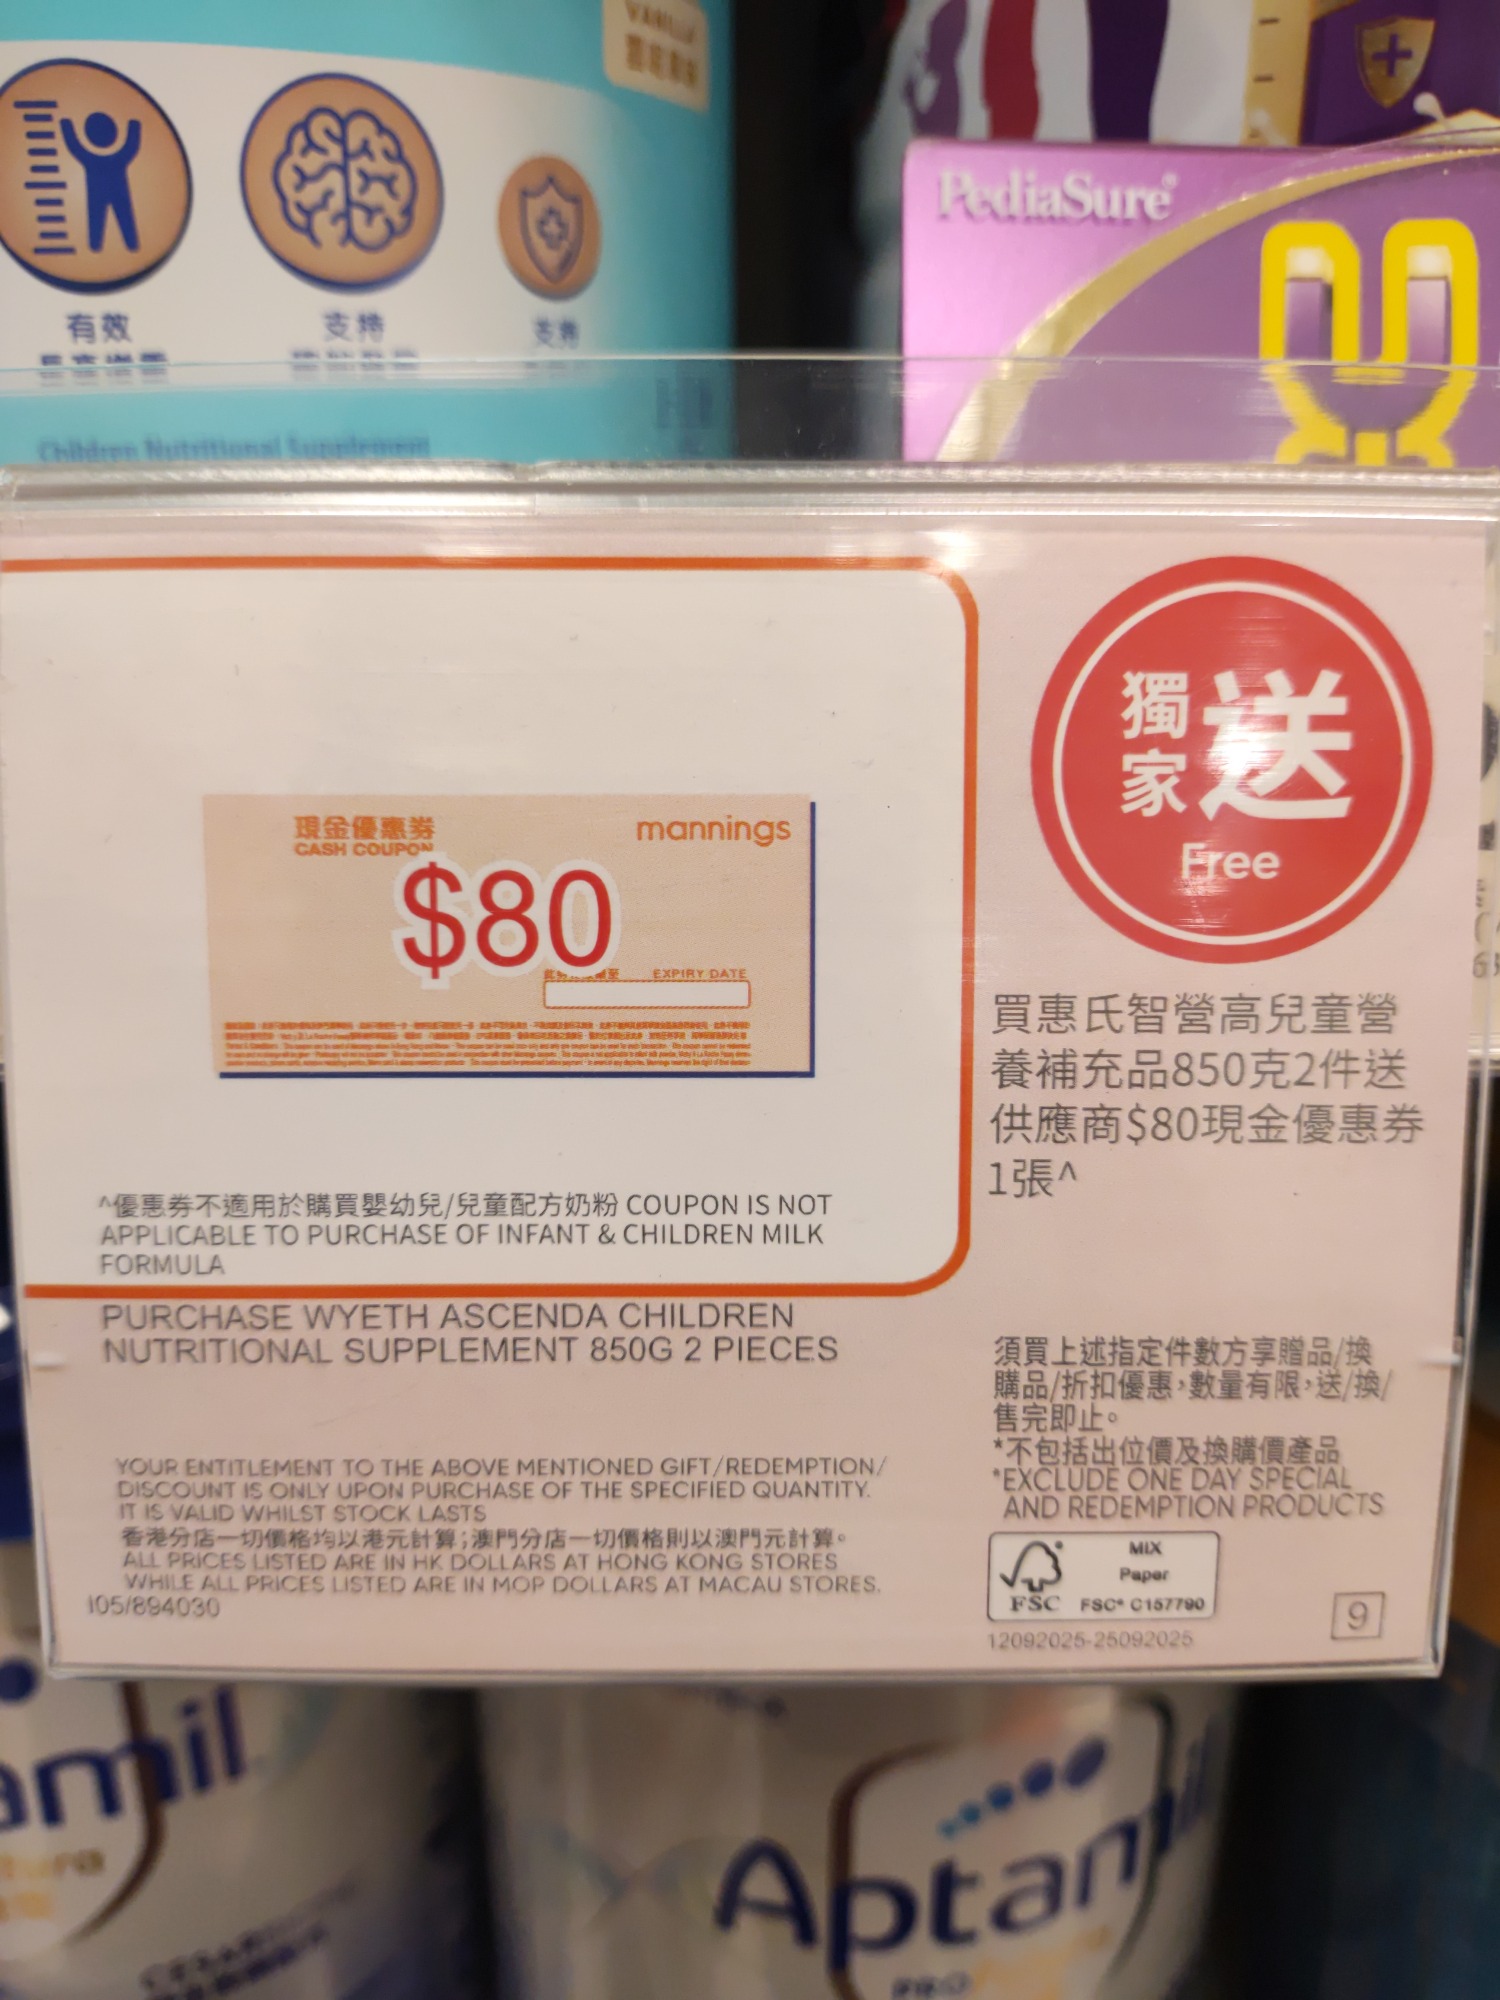 VANILLA
有效
支持
支持
Children Nutritional Supplement
PediaSure®
現金優惠券
CASH COUPON
mannings
$80
EXPIRY DATE
獨家送
Free
買惠氏智營高兒童營
養補充品850克2件送
供應商$80現金優惠券
1張^
^優惠券不適用於購買嬰幼兒/兒童配方奶粉 COUPON IS NOT
APPLICABLE TO PURCHASE OF INFANT & CHILDREN MILK
FORMULA
PURCHASE WYETH ASCENDA CHILDREN
NUTRITIONAL SUPPLEMENT 850G 2 PIECES
須買上述指定件數方享贈品/換
購品/折扣優惠,數量有限,送/換/
售完即止。
*不包括出位價及換購價產品
*EXCLUDE ONE DAY SPECIAL
AND REDEMPTION PRODUCTS
YOUR ENTITLEMENT TO THE ABOVE MENTIONED GIFT/REDEMPTION/
DISCOUNT IS ONLY UPON PURCHASE OF THE SPECIFIED QUANTITY.
IT IS VALID WHILST STOCK LASTS
香港分店一切價格均以港元計算;澳門分店一切價格則以澳門元計算。
ALL PRICES LISTED ARE IN HK DOLLARS AT HONG KONG STORES
WHILE ALL PRICES LISTED ARE IN MOP DOLLARS AT MACAU STORES.
I05/894030
MIX
Paper
FSC FSC® C157790
12092025-25092025
9
amil
Aptamil
PRO